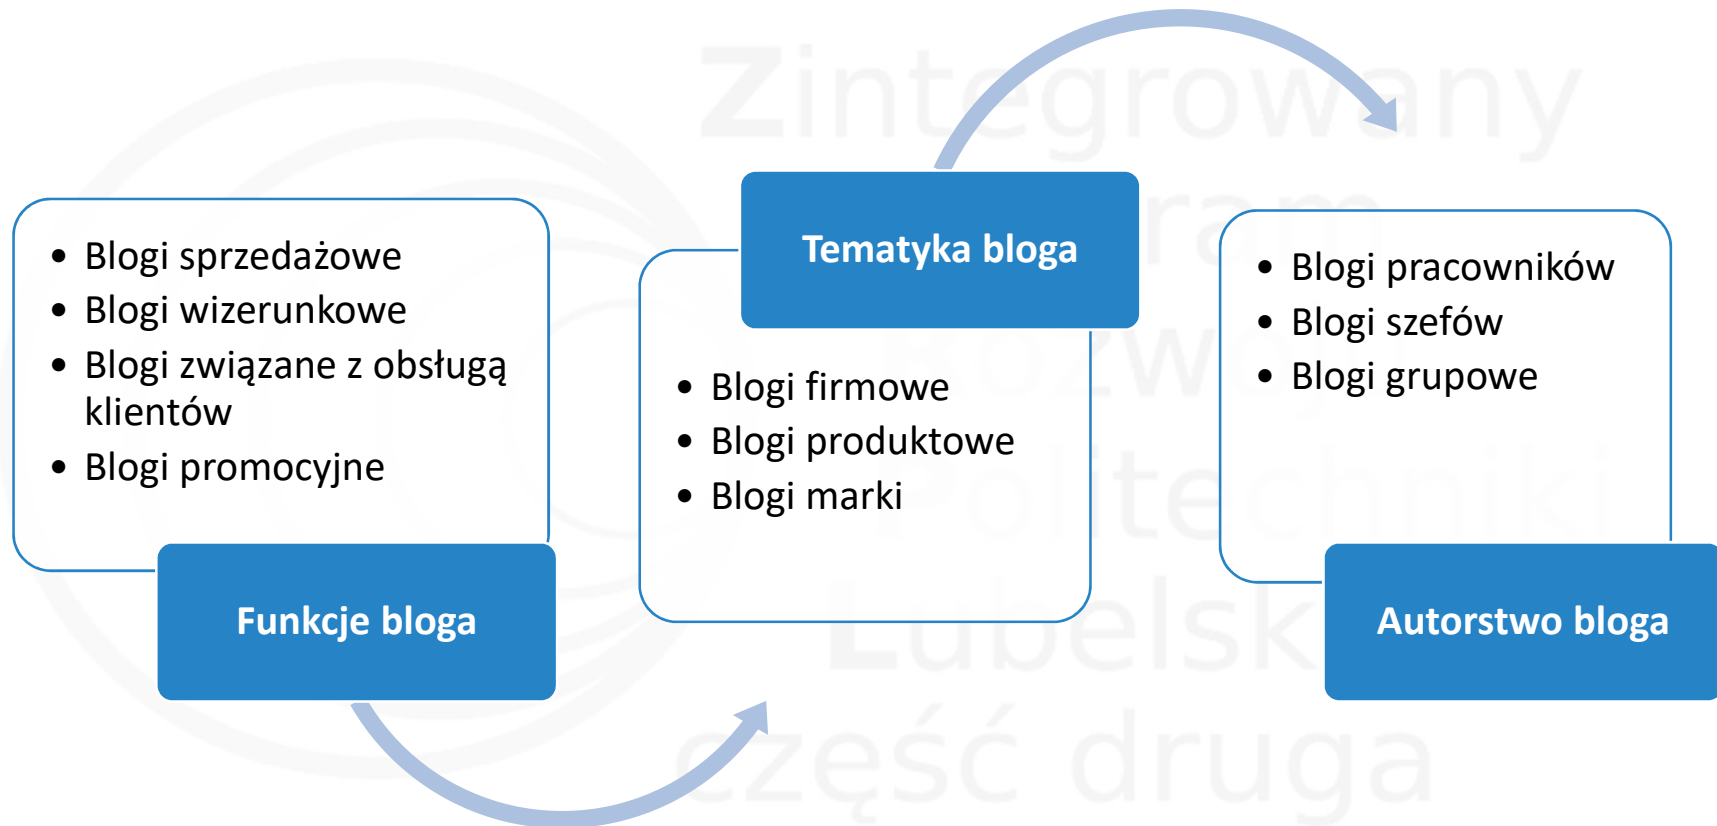 • Blogi sprzedażowe
• Blogi wizerunkowe
• Blogi związane z obsługą
klientów
• Blogi promocyjne
Funkcje bloga
Tematyka bloga
• Blogi firmowe
• Blogi produktowe
• Blogi marki
• Blogi pracowników
• Blogi szefów
• Blogi grupowe
Autorstwo bloga
Zintegrowany
ram
Rozwoju
Politechniki
Lubelsk
część druga